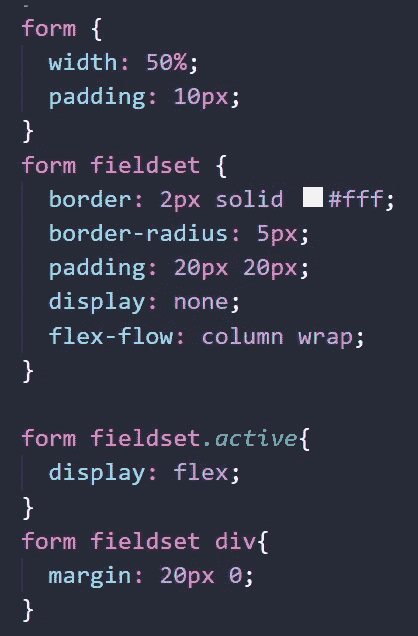 form {
width: 50%;
padding: 10px;
}
form fieldset {
border: 2px solid #fff;
border-radius: 5px;
padding: 20px 20px;
display: none;
flex-flow: column wrap;
}
form fieldset.active{
display: flex;
}
form fieldset div{
margin: 20px 0;
}